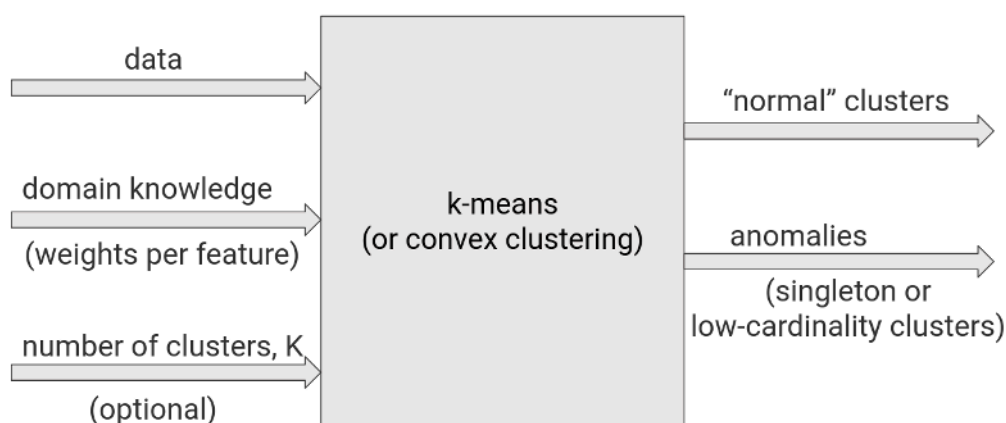 data
domain knowledge
(weights per feature)
number of clusters, K
(optional)
k-means
(or convex clustering)
“normal” clusters
anomalies
(singleton or
low-cardinality clusters)